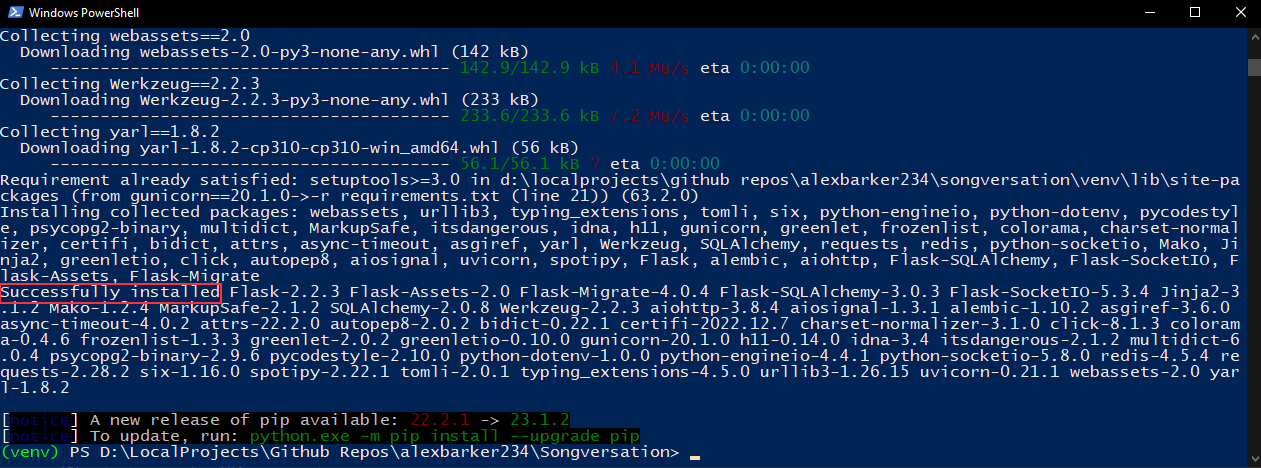 Windows PowerShell
Collecting webassets==2.0
Downloading webassets-2.0-py3-none-any.whl (142 kB)
---------------------------------------- 142.9/142.9 kB 4.1 MB/s eta 0:00:00
Collecting Werkzeug==2.2.3
Downloading Werkzeug-2.2.3-py3-none-any.whl (233 kB)
---------------------------------------- 233.6/233.6 kB 7.2 MB/s eta 0:00:00
Collecting yarl==1.8.2
Downloading yarl-1.8.2-cp310-cp310-win_amd64.whl (56 kB)
---------------------------------------- 56.1/56.1 kB ? eta 0:00:00
Requirement already satisfied: setuptools>=3.0 in d:\localprojects\github repos\alexbarker234\songversation\venv\lib\site-pa
ckages (from gunicorn==20.1.0->-r requirements.txt (line 21)) (63.2.0)
Installing collected packages: webassets, urllib3, typing_extensions, tomli, six, python-engineio, python-dotenv, pycodestyl
e, psycopg2-binary, multidict, MarkupSafe, itsdangerous, idna, h11, gunicorn, greenlet, frozenlist, colorama, charset-normal
izer, certifi, bidict, attrs, async-timeout, asgiref, yarl, Werkzeug, SQLAlchemy, requests, redis, python-socketio, Mako, Ji
nja2, greenletio, click, autopep8, aiosignal, uvicorn, spotipy, Flask, alembic, aiohttp, Flask-SQLAlchemy, Flask-SocketIO, F
lask-Assets, Flask-Migrate
Successfully installed Flask-2.2.3 Flask-Assets-2.0 Flask-Migrate-4.0.4 Flask-SQLAlchemy-3.0.3 Flask-SocketIO-5.3.4 Jinja2-3
.1.2 Mako-1.2.4 MarkupSafe-2.1.2 SQLAlchemy-2.0.8 Werkzeug-2.2.3 aiohttp-3.8.4 aiosignal-1.3.1 alembic-1.10.2 asgiref-3.6.0
async-timeout-4.0.2 attrs-22.2.0 autopep8-2.0.2 bidict-0.22.1 certifi-2022.12.7 charset-normalizer-3.1.0 click-8.1.3 coloram
a-0.4.6 frozenlist-1.3.3 greenlet-2.0.2 greenletio-0.10.0 gunicorn-20.1.0 h11-0.14.0 idna-3.4 itsdangerous-2.1.2 multidict-6
.0.4 psycopg2-binary-2.9.6 pycodestyle-2.10.0 python-dotenv-1.0.0 python-engineio-4.4.1 python-socketio-5.8.0 redis-4.5.4 re
quests-2.28.2 six-1.16.0 spotipy-2.22.1 tomli-2.0.1 typing_extensions-4.5.0 urllib3-1.26.15 uvicorn-0.21.1 webassets-2.0 yar
l-1.8.2
[notice] A new release of pip available: 22.2.1 -> 23.1.2
[notice] To update, run: python.exe -m pip install --upgrade pip
(venv) PS D:\LocalProjects\Github Repos\alexbarker234\Songversation> _